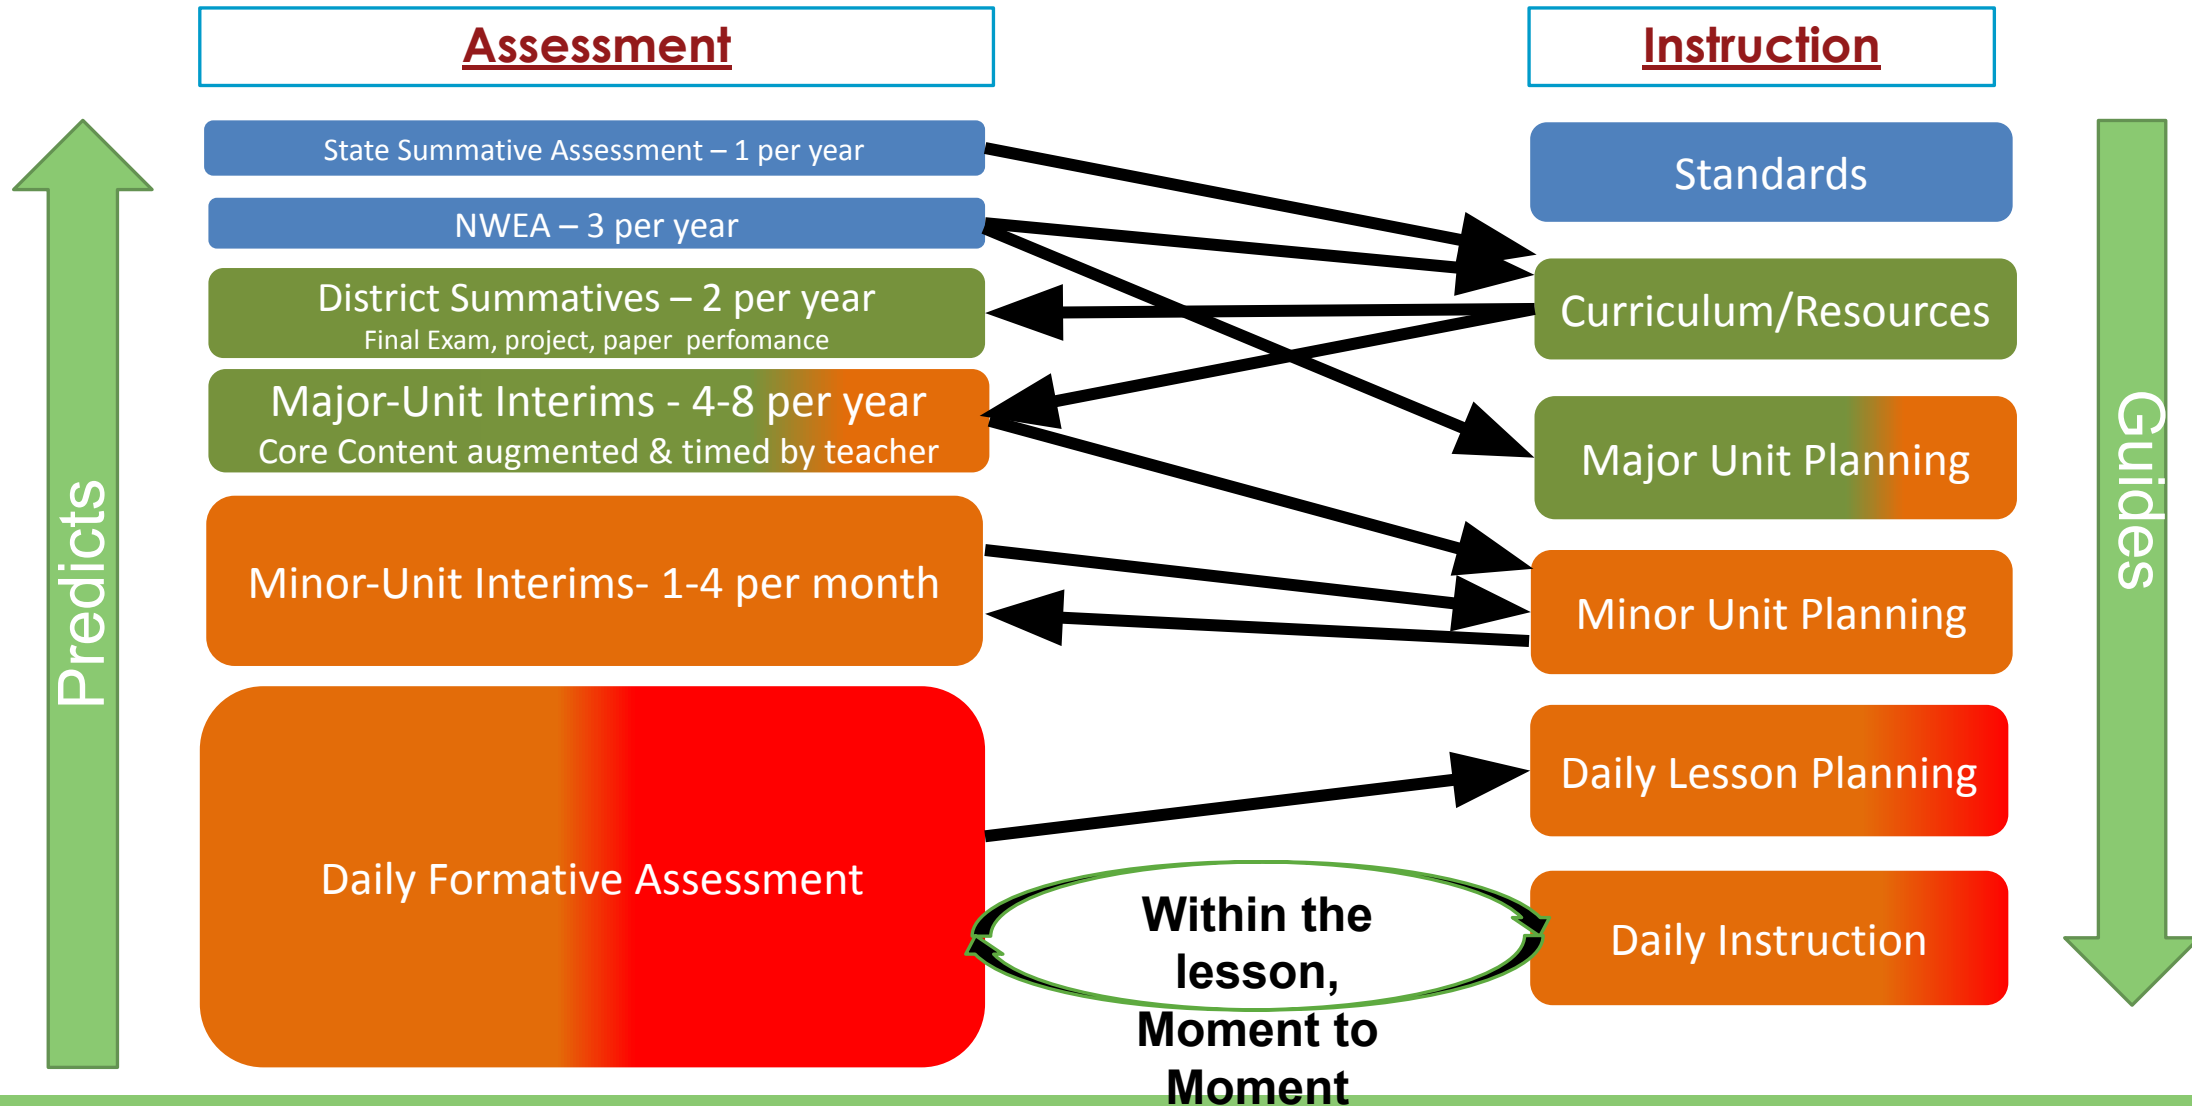 Assessment
Instruction
State Summative Assessment – 1 per year
NWEA – 3 per year
District Summatives – 2 per year
Final Exam, project, paper perfomance
Major-Unit Interims - 4-8 per year
Core Content augmented & timed by teacher
Minor-Unit Interims- 1-4 per month
Daily Formative Assessment
Standards
Curriculum/Resources
Major Unit Planning
Minor Unit Planning
Daily Lesson Planning
Daily Instruction
Within the
lesson,
Moment to
Moment
Predicts
Guides